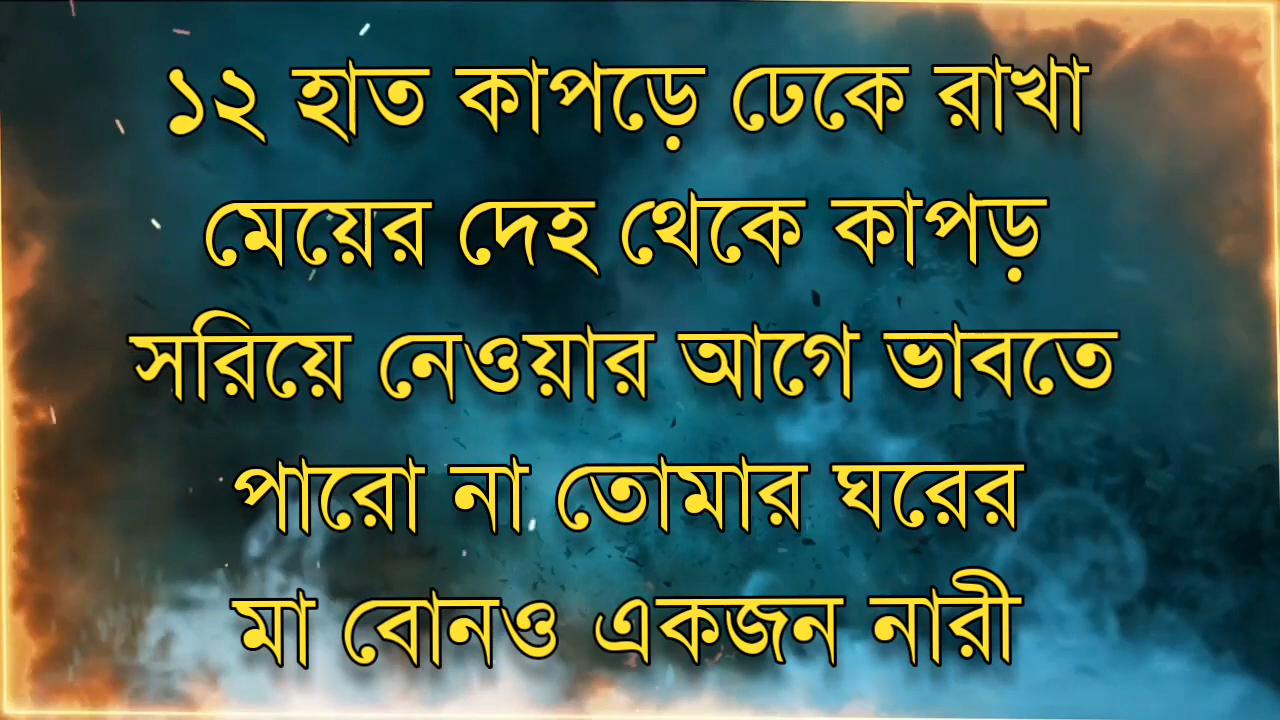 ১২ হাত কাপড়ে ঢেকে রাখা
মেয়ের দেহ থেকে কাপড়
সরিয়ে নেওয়ার আগে ভাবতে
পারো না তোমার ঘরের
মা বোনও একজন নারী